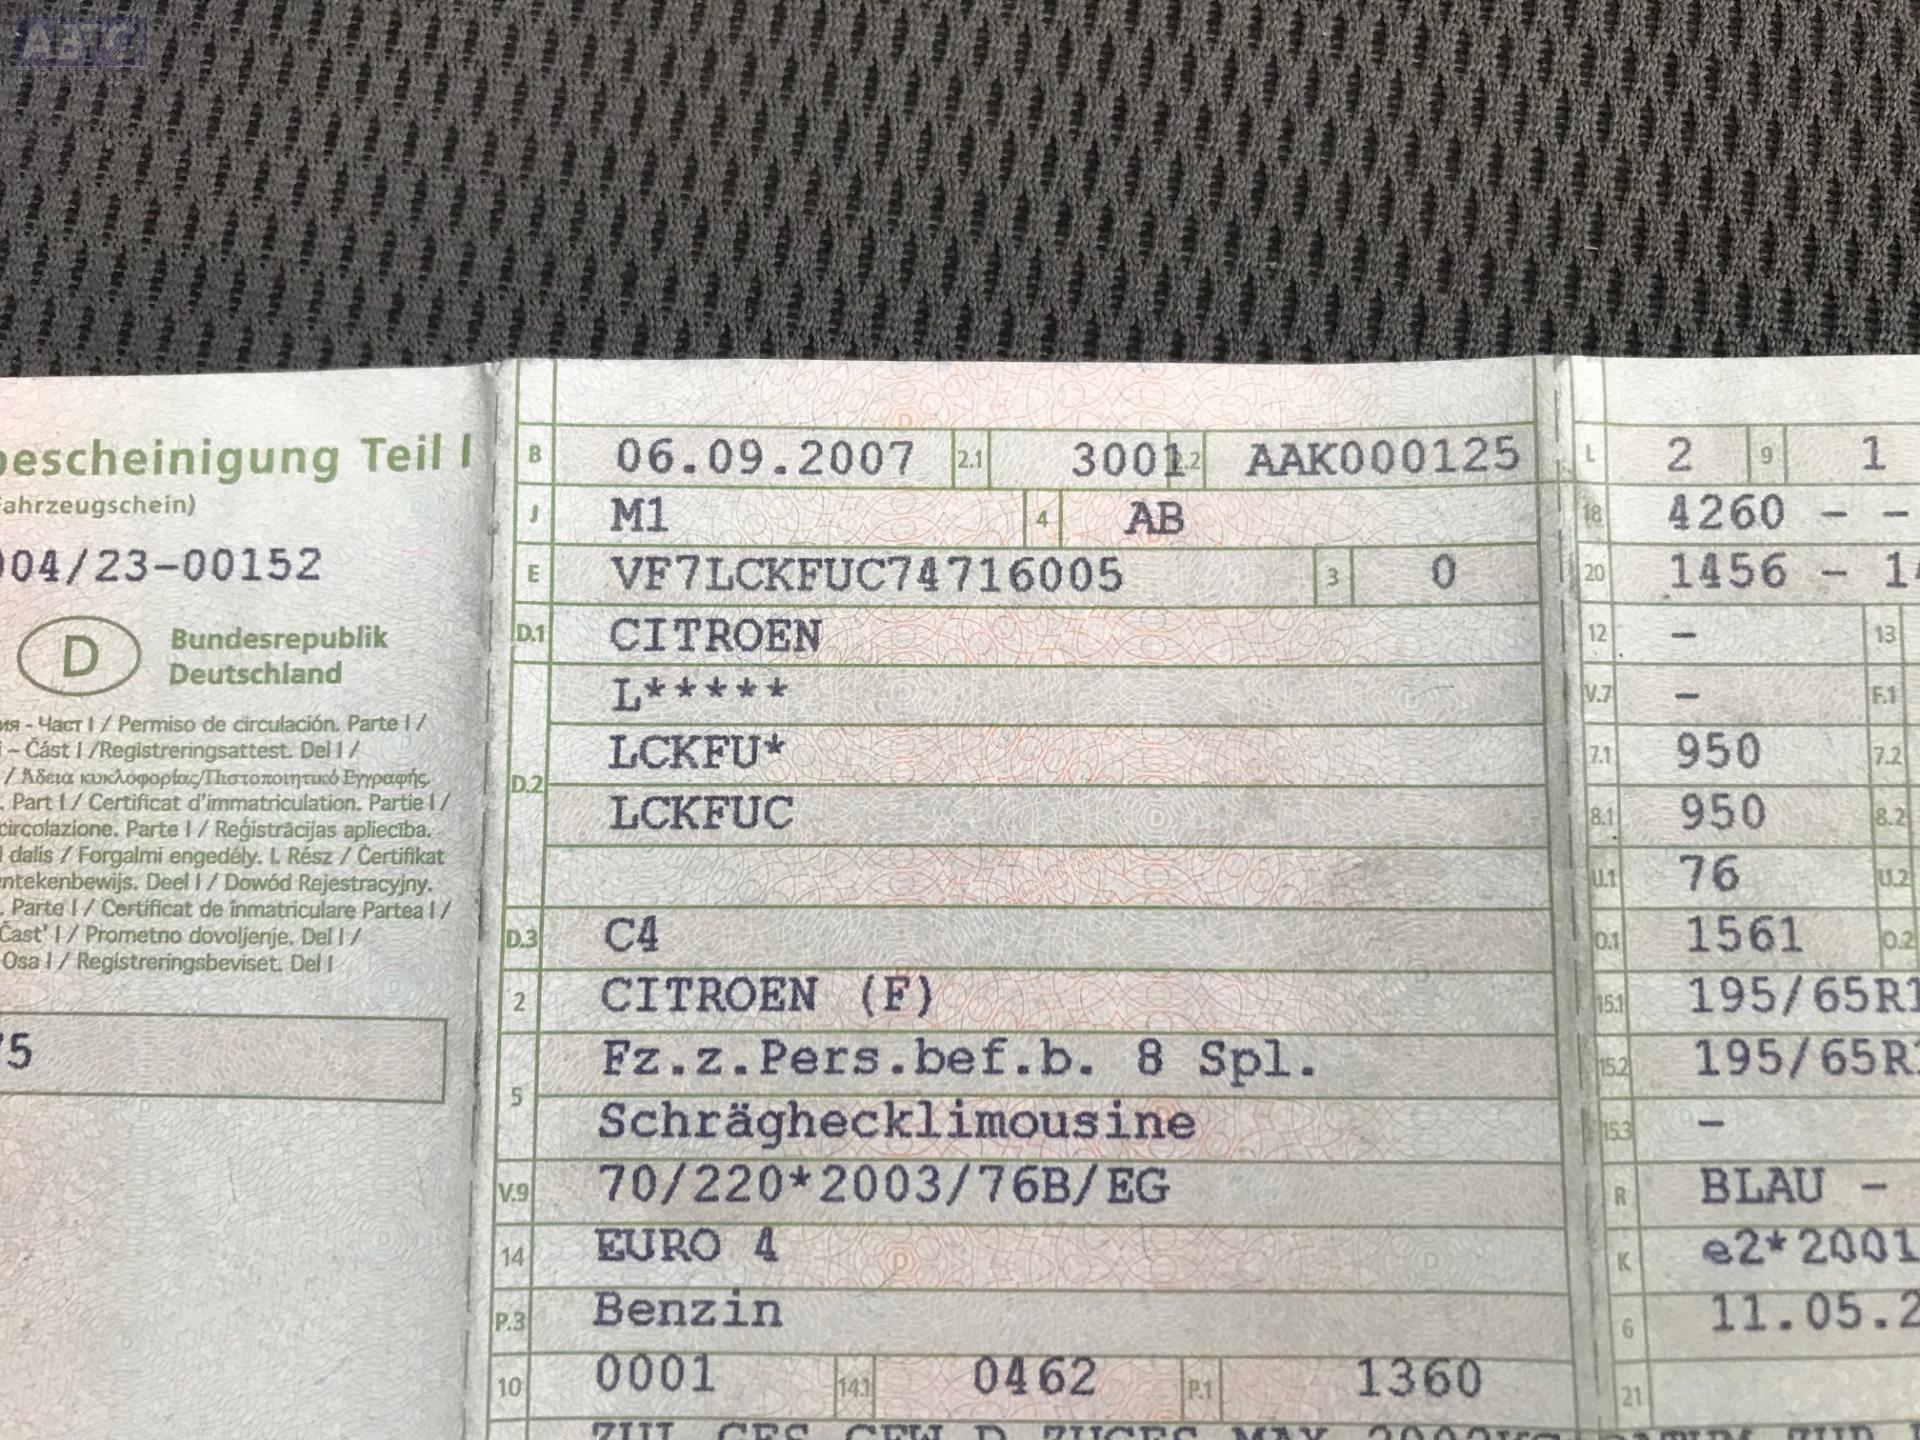 ABTG
bescheinigung Teil I
Fahrzeugschein)
004/23-00152
D
Bundesrepublik
Deutschland
ия - Част I / Permiso de circulación. Parte I /
– Část I /Registreringsattest. Del I /
/ Άδεια κυκλοφορίας/Πιστοποιητικό Εγγραφής.
. Part I / Certificat d'immatriculation. Partie I /
circolazione. Parte I / Reģistrācijas apliecība.
I dalis / Forgalmi engedély. I. Rész / Ċertifikat
ntekenbewijs. Deel I / Dowód Rejestracyjny.
. Parte I / Certificat de înmatriculare Partea I /
Časť I / Prometno dovoljenje. Del I /
Osa I / Registreringsbeviset. Del I
75
B 06.09.2007 2.1 3001 2.2 AAK000125
J M1 4 AB
E VF7LCKFUC74716005 3 0
D.1 CITROEN
L*****
D.2 LCKFU*
LCKFUC
D.3 C4
2 CITROEN (F)
5 Fz.z.Pers.bef.b. 8 Spl.
Schräghecklimousine
V.9 70/220*2003/76B/EG
14 EURO 4
P.3 Benzin
10 0001 14.1 0462 P.1 1360
L 2 9 1
18 4260 - -
20 1456 - 14
12 - 13
V.7 - F.1
7.1 950 7.2
8.1 950 8.2
U.1 76 U.2
O.1 1561 O.2
15.1 195/65R1
15.2 195/65R1
15.3 -
R BLAU -
K e2*2001
6 11.05.2
21